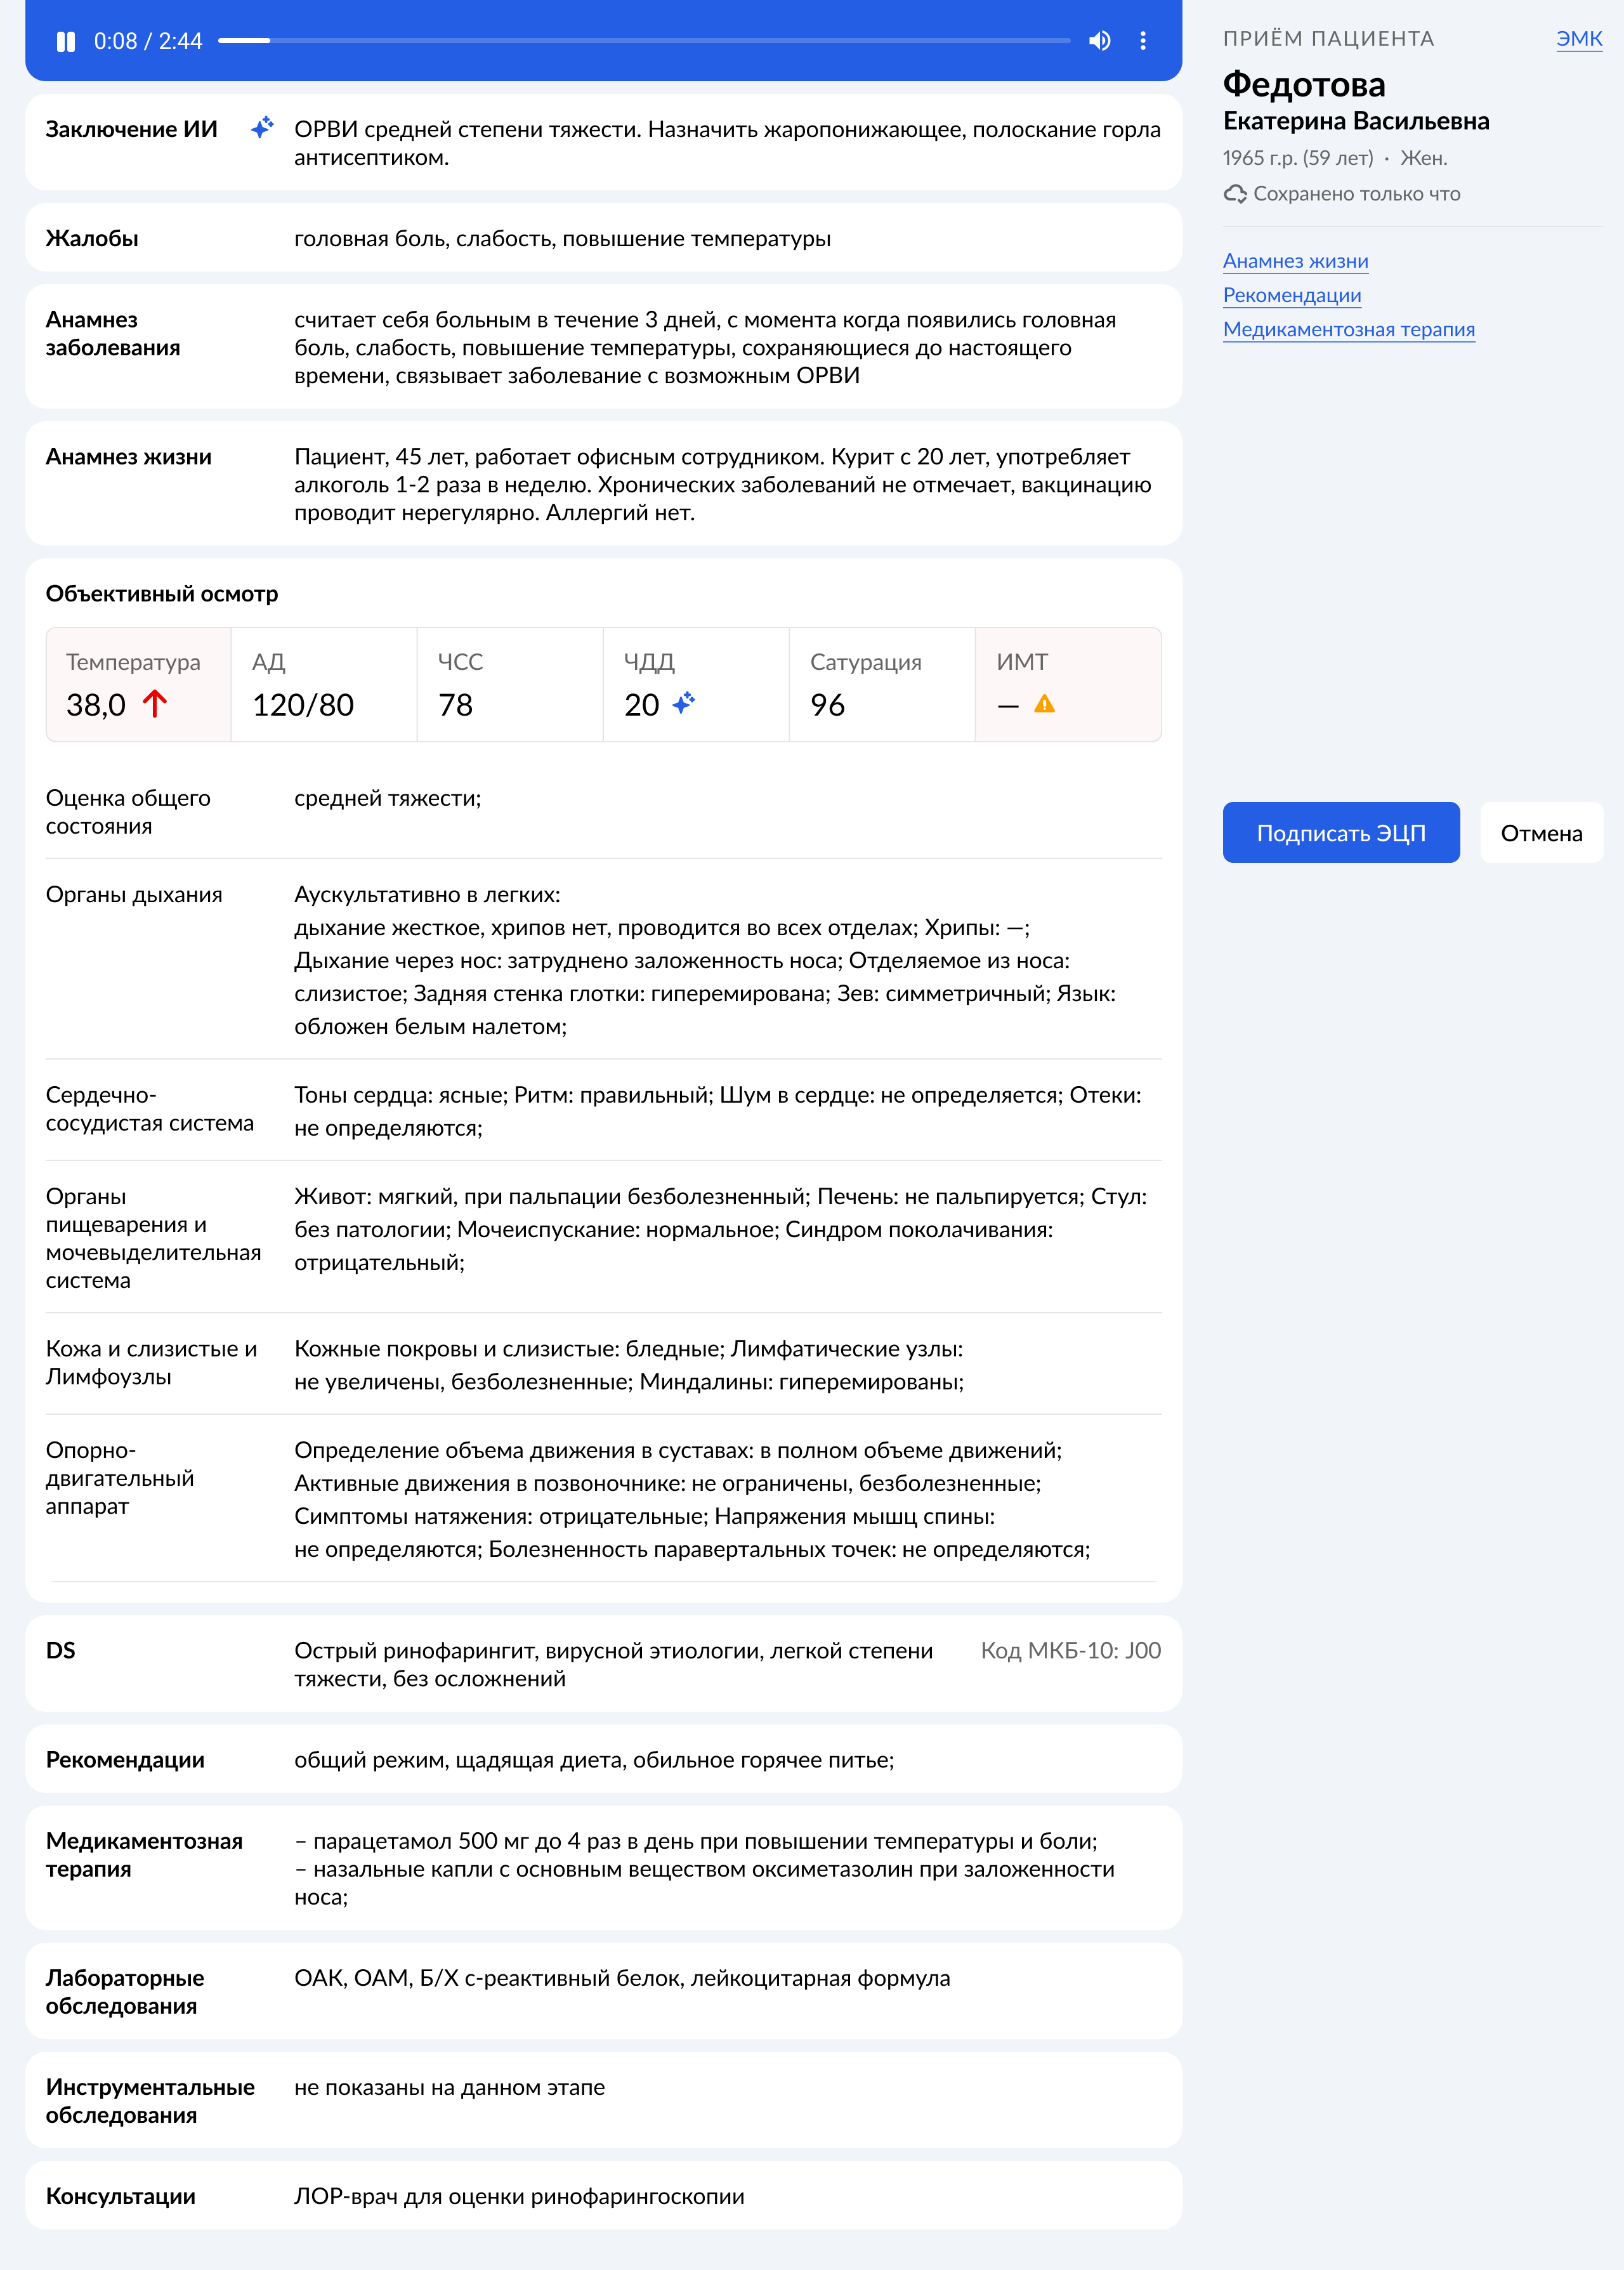 0:08 / 2:44
Заключение ИИ
ОРВИ средней степени тяжести. Назначить жаропонижающее, полоскание горла
антисептиком.
Жалобы
головная боль, слабость, повышение температуры
Анамнез
заболевания
считает себя больным в течение 3 дней, с момента когда появились головная
боль, слабость, повышение температуры, сохраняющиеся до настоящего
времени, связывает заболевание с возможным ОРВИ
Анамнез жизни
Пациент, 45 лет, работает офисным сотрудником. Курит с 20 лет, употребляет
алкоголь 1-2 раза в неделю. Хронических заболеваний не отмечает, вакцинацию
проводит нерегулярно. Аллергий нет.
Объективный осмотр
Температура
38,0
АД
120/80
ЧСС
78
ЧДД
20
Сатурация
96
ИМТ
—
Оценка общего
состояния
средней тяжести;
Органы дыхания
Аускультативно в легких:
дыхание жесткое, хрипов нет, проводится во всех отделах; Хрипы: —;
Дыхание через нос: затруднено заложенность носа; Отделяемое из носа:
слизистое; Задняя стенка глотки: гиперемирована; Зев: симметричный; Язык:
обложен белым налетом;
Сердечно-
сосудистая система
Тоны сердца: ясные; Ритм: правильный; Шум в сердце: не определяется; Отеки:
не определяются;
Органы
пищеварения и
мочевыделительная
система
Живот: мягкий, при пальпации безболезненный; Печень: не пальпируется; Стул:
без патологии; Мочеиспускание: нормальное; Синдром поколачивания:
отрицательный;
Кожа и слизистые и
Лимфоузлы
Кожные покровы и слизистые: бледные; Лимфатические узлы:
не увеличены, безболезненные; Миндалины: гиперемированы;
Опорно-
двигательный
аппарат
Определение объема движения в суставах: в полном объеме движений;
Активные движения в позвоночнике: не ограничены, безболезненные;
Симптомы натяжения: отрицательные; Напряжения мышц спины:
не определяются; Болезненность паравертальных точек: не определяются;
DS
Острый ринофарингит, вирусной этиологии, легкой степени
тяжести, без осложнений
Код МКБ-10: J00
Рекомендации
общий режим, щадящая диета, обильное горячее питье;
Медикаментозная
терапия
– парацетамол 500 мг до 4 раз в день при повышении температуры и боли;
– назальные капли с основным веществом оксиметазолин при заложенности
носа;
Лабораторные
обследования
ОАК, ОАМ, Б/Х с-реактивный белок, лейкоцитарная формула
Инструментальные
обследования
не показаны на данном этапе
Консультации
ЛОР-врач для оценки ринофарингоскопии
ПРИЁМ ПАЦИЕНТА
ЭМК
Федотова
Екатерина Васильевна
1965 г.р. (59 лет) · Жен.
Сохранено только что
Анамнез жизни
Рекомендации
Медикаментозная терапия
Подписать ЭЦП
Отмена